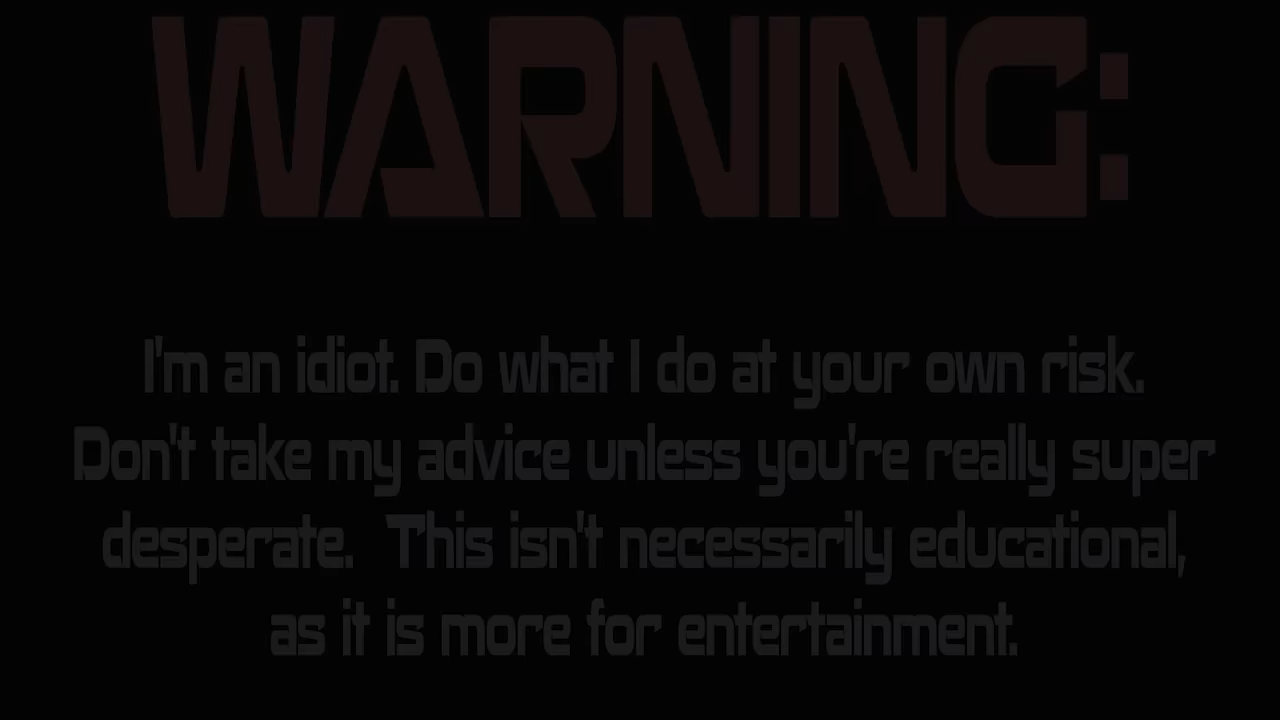 WARNING:
I'm an idiot. Do what I do at your own risk.
Don't take my advice unless you're really super
desperate.  This isn't necessarily educational,
as it is more for entertainment.